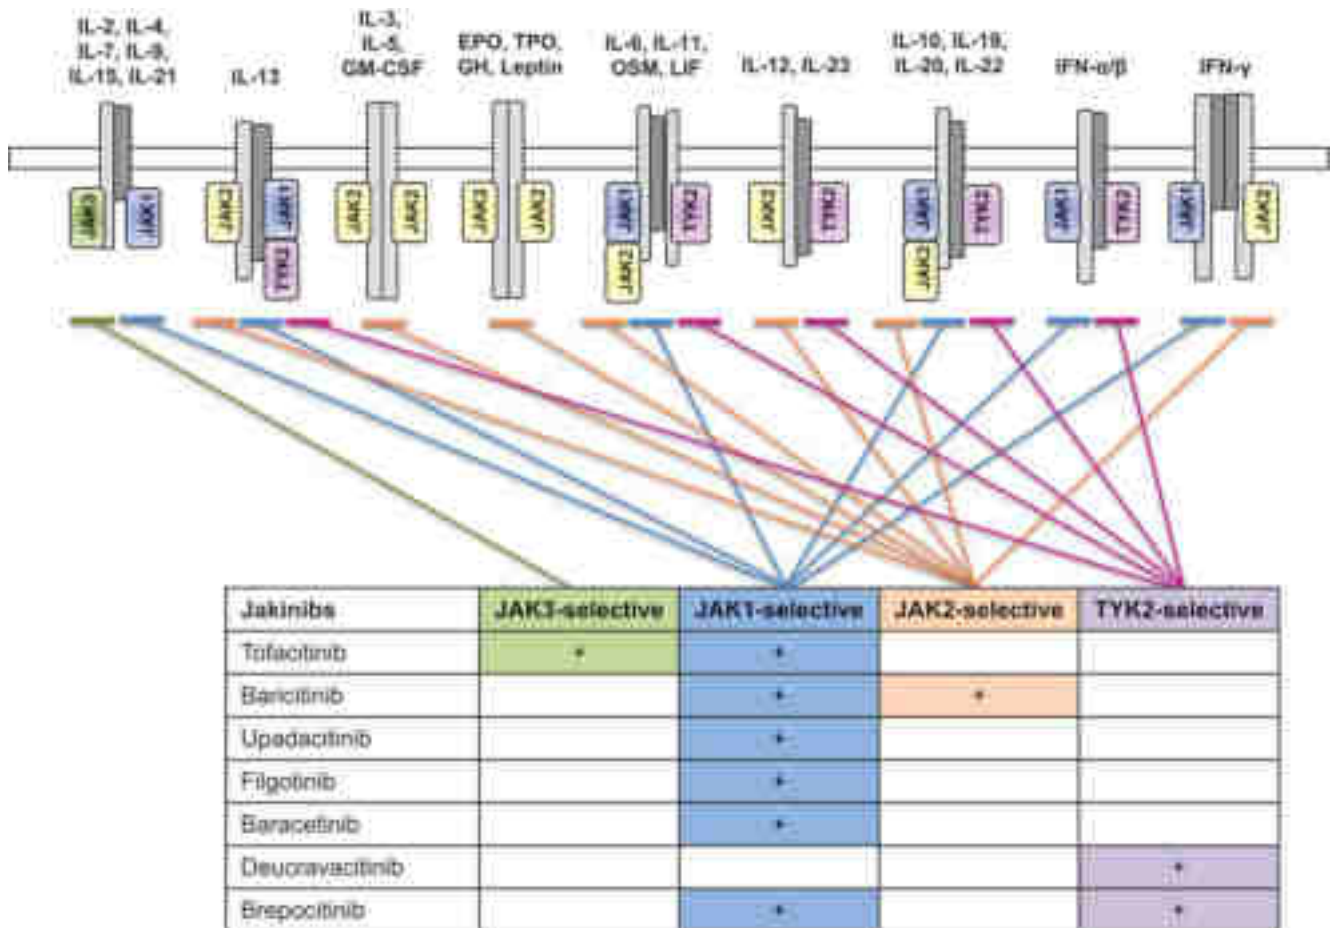 IL-2, IL-4,
IL-7, IL-9,
IL-15, IL-21
IL-13
IL-3,
IL-5,
GM-CSF
EPO, TPO,
GH, Leptin
IL-6, IL-11,
OSM, LIF
IL-12, IL-23
IL-10, IL-19,
IL-20, IL-22
IFN-α/β
IFN-γ
JAK3
JAK1
JAK2
JAK1
TYK2
JAK2
JAK2
JAK2
JAK2
JAK1
JAK2
TYK2
JAK2
TYK2
JAK1
JAK2
TYK2
JAK1
TYK2
JAK1
JAK2
Jakinibs JAK3-selective JAK1-selective JAK2-selective TYK2-selective
Tofacitinib + +
Baricitinib + +
Upadacitinib +
Filgotinib +
Baracetinib +
Deucravacitinib +
Brepocitinib + +